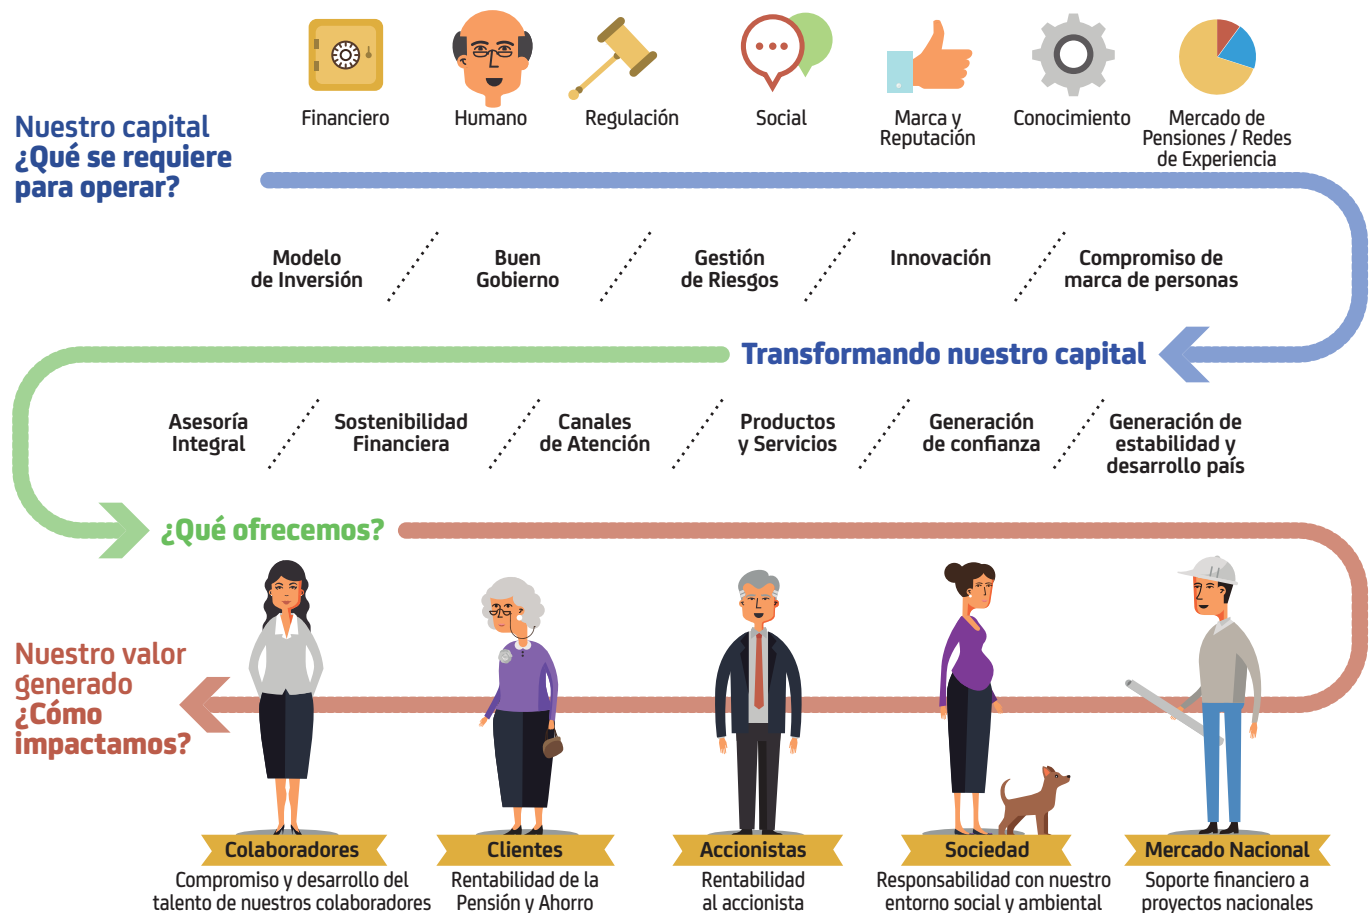 Financiero
Humano
Regulación
Social
Marca y
Reputación
Conocimiento
Mercado de
Pensiones / Redes
de Experiencia
Nuestro capital
¿Qué se requiere
para operar?
Modelo
de Inversión
Buen
Gobierno
Gestión
de Riesgos
Innovación
Compromiso de
marca de personas
Transformando nuestro capital
Asesoría
Integral
Sostenibilidad
Financiera
Canales
de Atención
Productos
y Servicios
Generación
de confianza
Generación de
estabilidad y
desarrollo país
¿Qué ofrecemos?
Nuestro valor
generado
¿Cómo
impactamos?
Colaboradores
Compromiso y desarrollo del
talento de nuestros colaboradores
Clientes
Rentabilidad de la
Pensión y Ahorro
Accionistas
Rentabilidad
al accionista
Sociedad
Responsabilidad con nuestro
entorno social y ambiental
Mercado Nacional
Soporte financiero a
proyectos nacionales